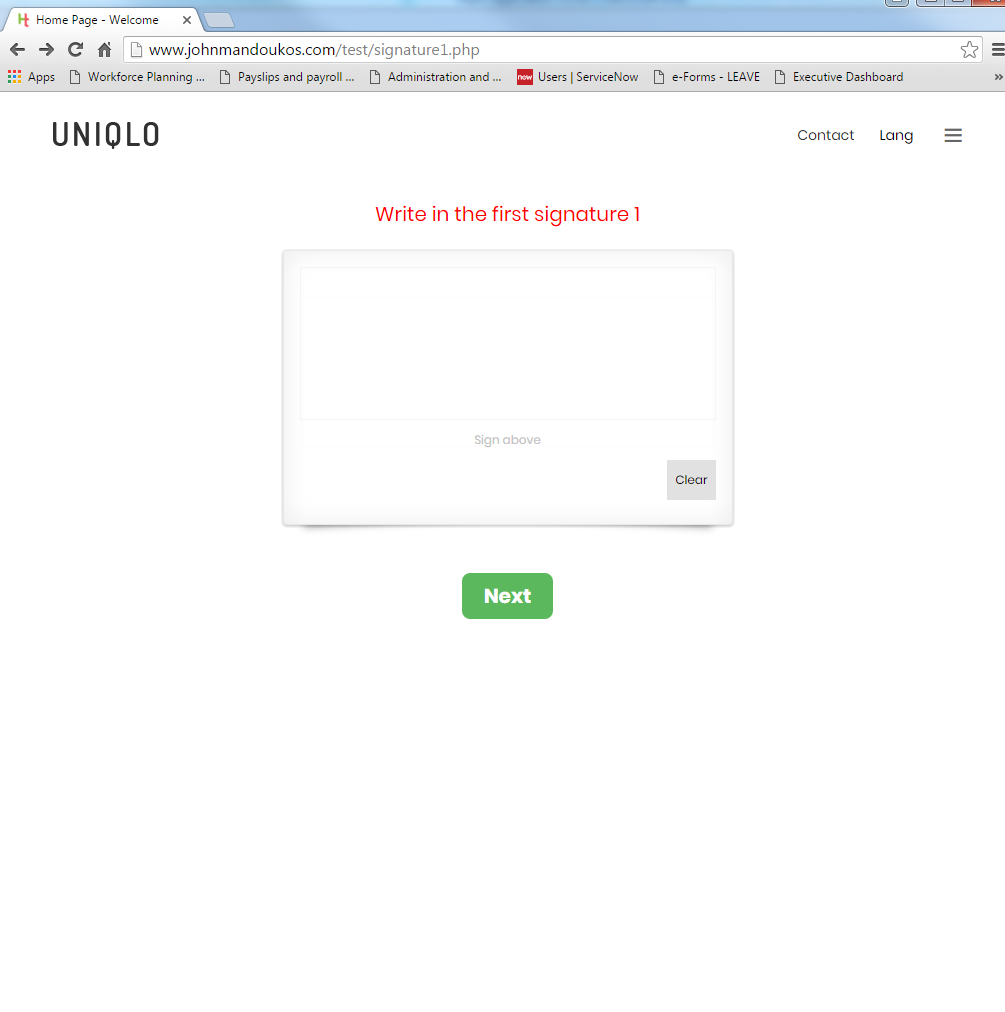 Home Page - Welcome
www.johnmandoukos.com/test/signature1.php
Apps Workforce Planning ... Payslips and payroll ... Administration and ... now Users | ServiceNow e-Forms - LEAVE Executive Dashboard »
UNIQLO Contact Lang
Write in the first signature 1
Sign above
Clear
Next